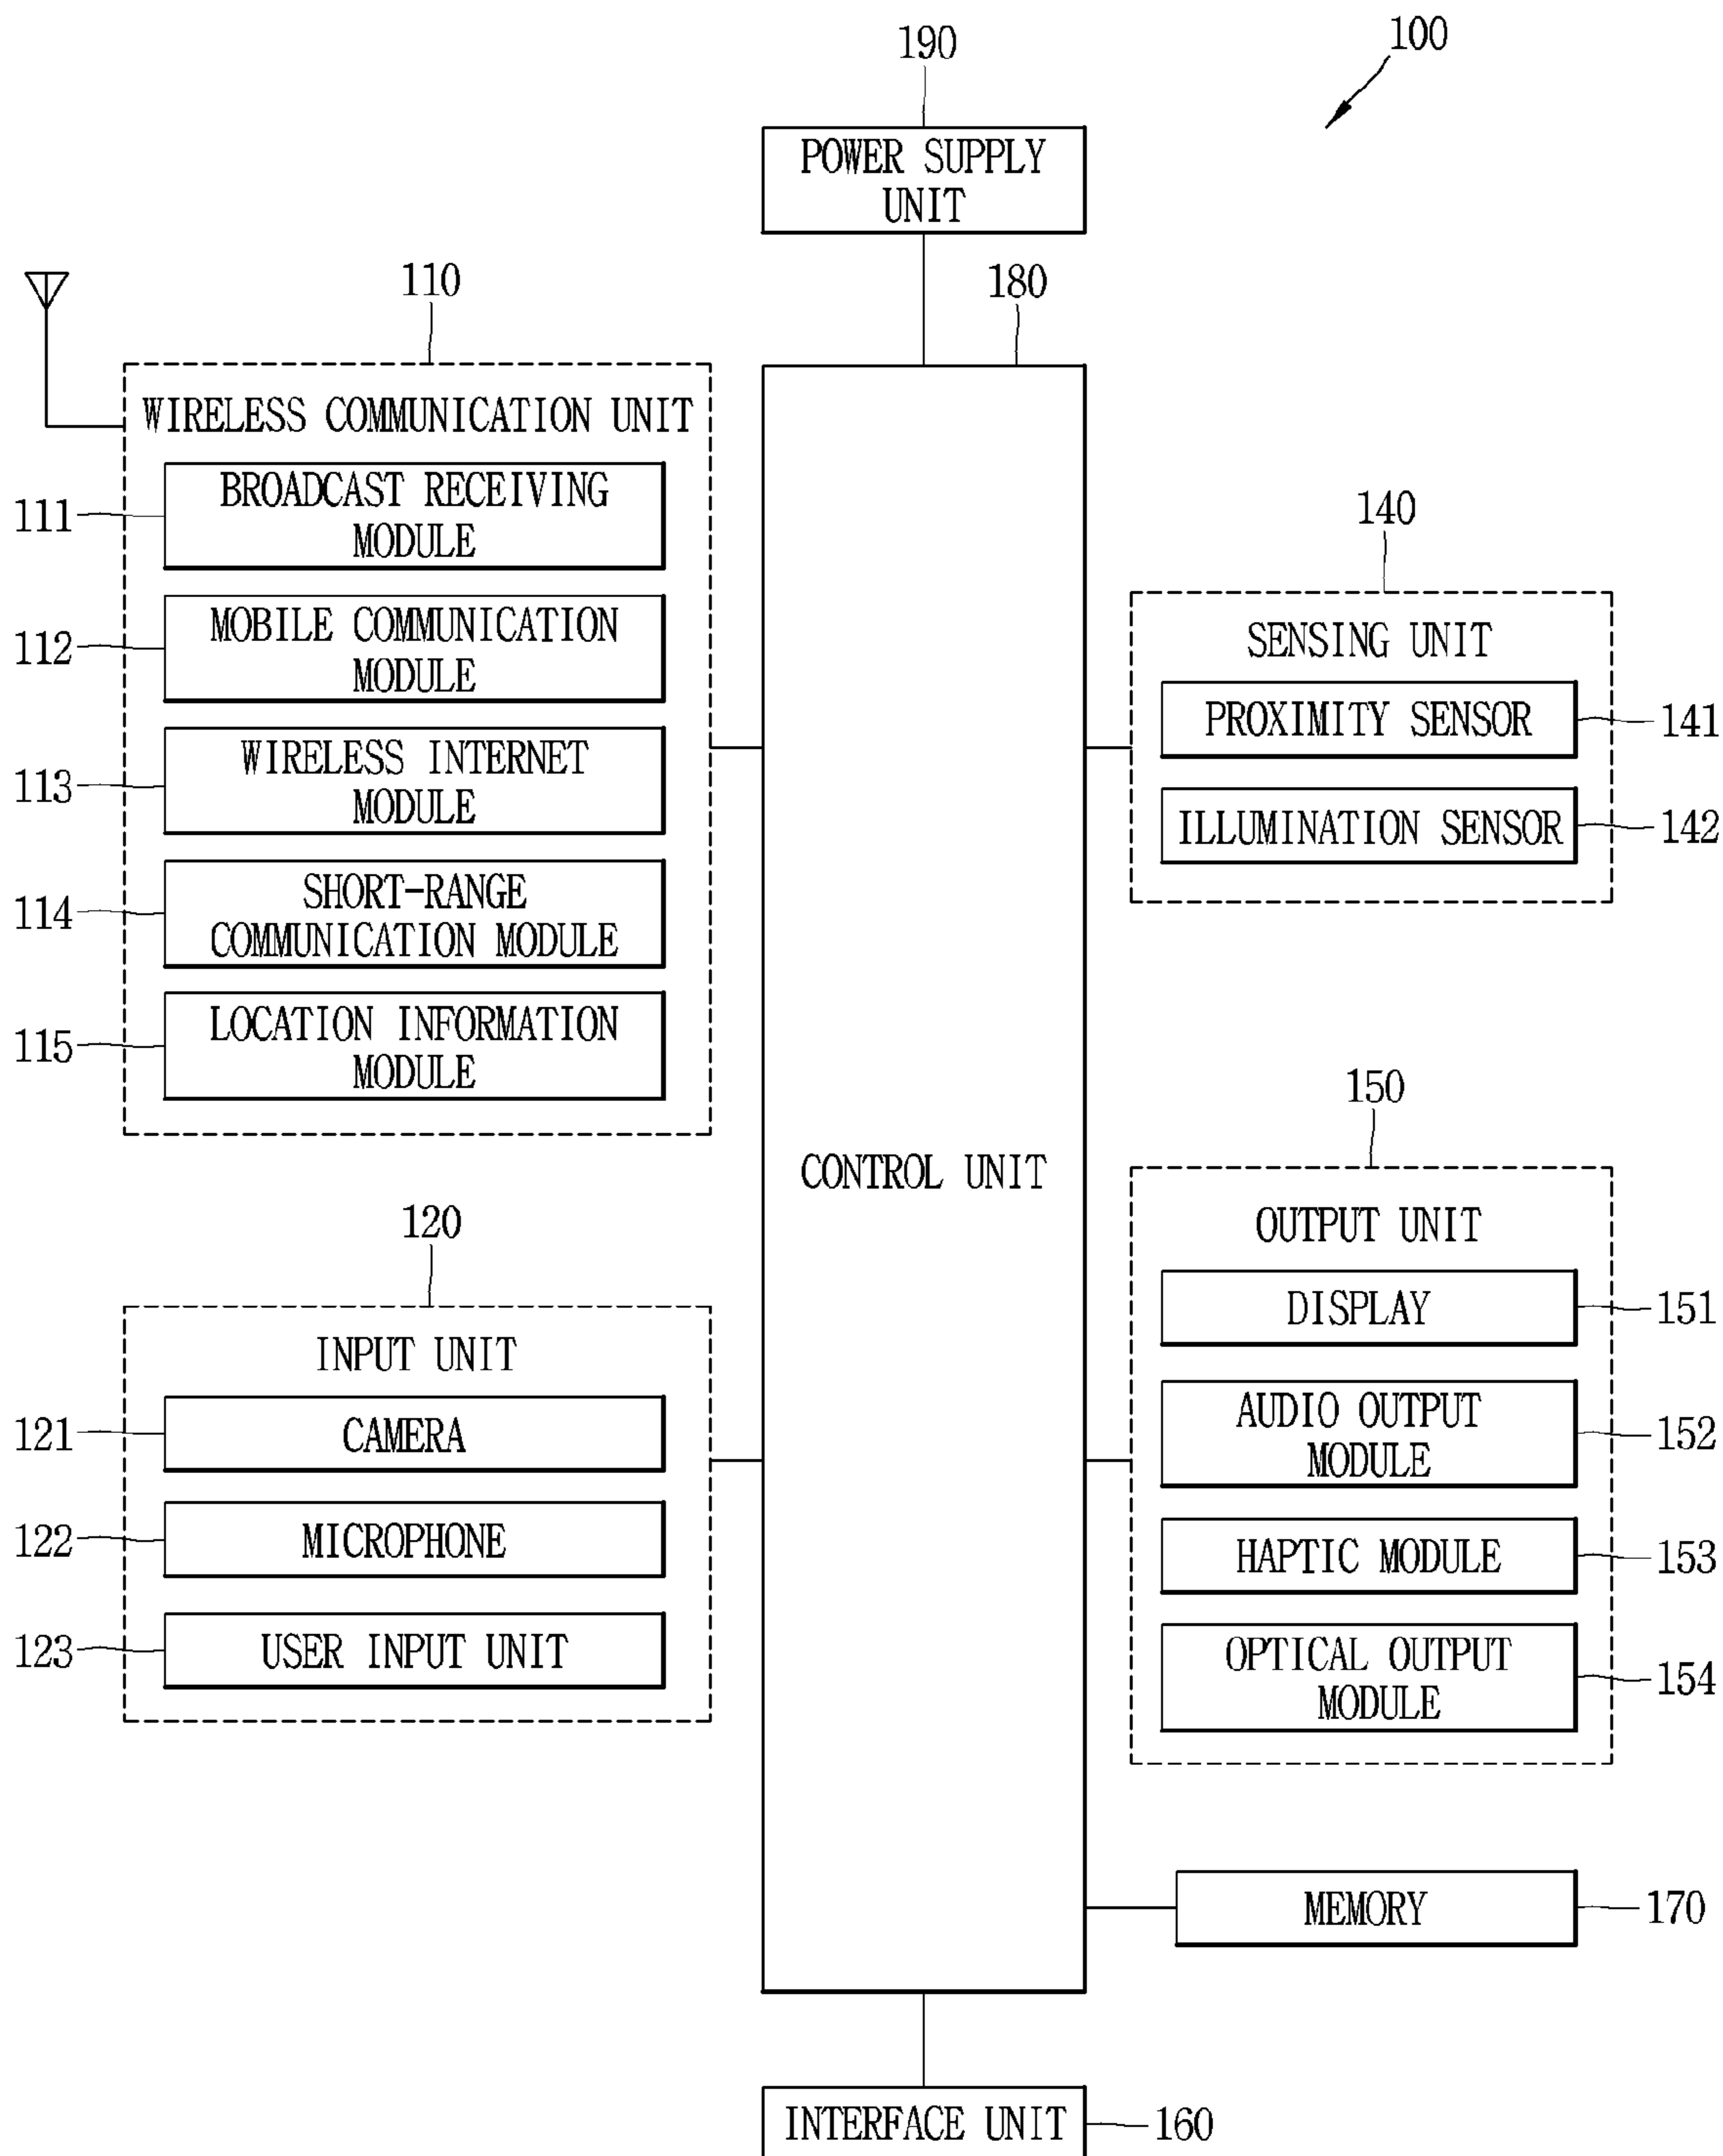 100
190
POWER SUPPLY
UNIT
180
CONTROL UNIT
110
WIRELESS COMMUNICATION UNIT
111
BROADCAST RECEIVING
MODULE
112
MOBILE COMMUNICATION
MODULE
113
WIRELESS INTERNET
MODULE
114
SHORT-RANGE
COMMUNICATION MODULE
115
LOCATION INFORMATION
MODULE
120
INPUT UNIT
121
CAMERA
122
MICROPHONE
123
USER INPUT UNIT
140
SENSING UNIT
PROXIMITY SENSOR
141
ILLUMINATION SENSOR
142
150
OUTPUT UNIT
DISPLAY
151
AUDIO OUTPUT
MODULE
152
HAPTIC MODULE
153
OPTICAL OUTPUT
MODULE
154
MEMORY
170
INTERFACE UNIT
160